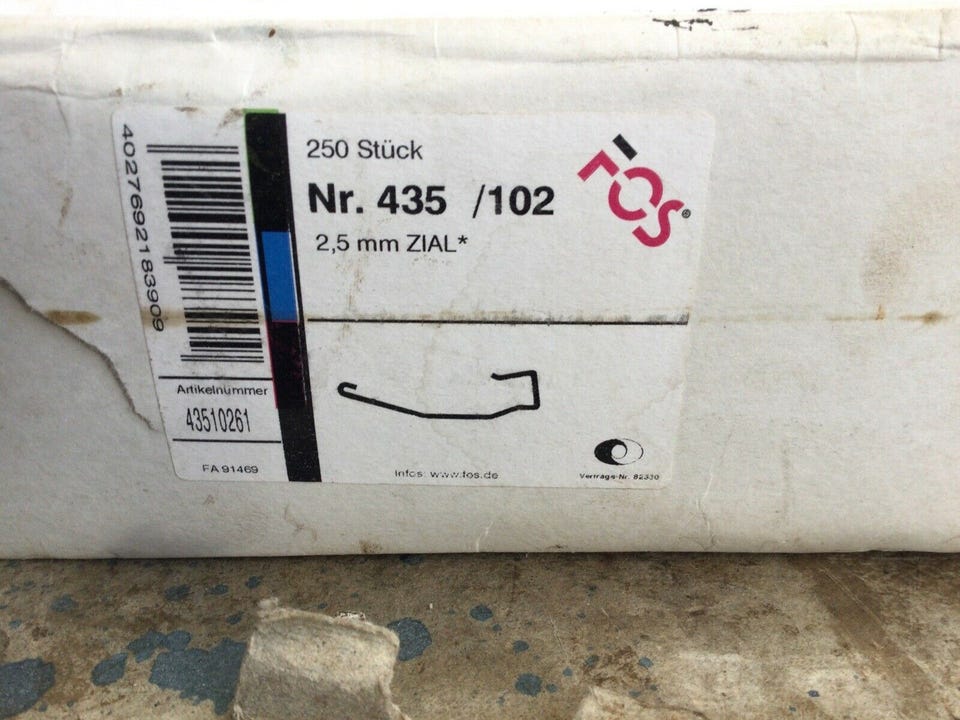 4027692183909
250 Stück
Nr. 435 /102
2,5 mm ZIAL*
FOS®
Artikelnummer
43510261
FA 91469
Infos: www.fos.de
Vertrags-Nr. 82330